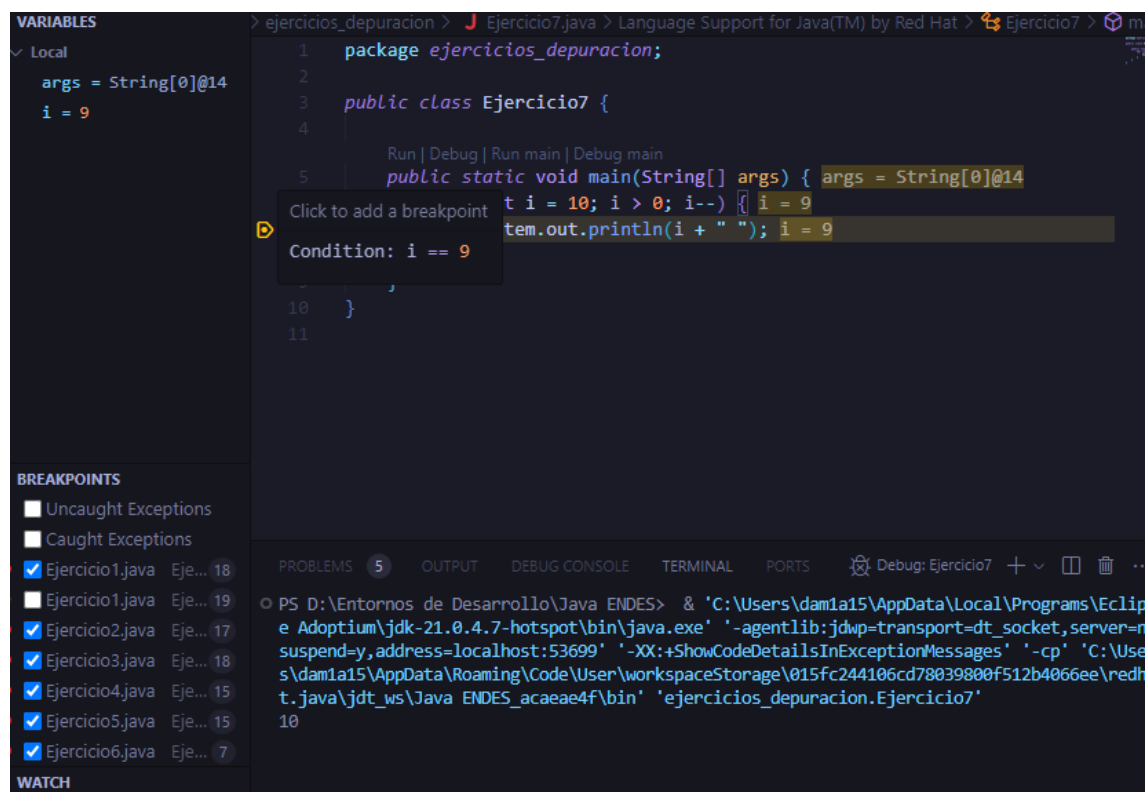 VARIABLES
Local
args = String[0]@14
i = 9
BREAKPOINTS
Uncaught Exceptions
Caught Exceptions
Ejercicio1.java Eje... 18
Ejercicio1.java Eje... 19
Ejercicio2.java Eje... 17
Ejercicio3.java Eje... 18
Ejercicio4.java Eje... 15
Ejercicio5.java Eje... 15
Ejercicio6.java Eje... 7
WATCH
> ejercicios_depuracion > J Ejercicio7.java > Language Support for Java(TM) by Red Hat > Ejercicio7 > m
1 package ejercicios_depuracion;
2
3 public class Ejercicio7 {
4
Run | Debug | Run main | Debug main
5 public static void main(String[] args) { args = String[0]@14
t i = 10; i > 0; i--) { i = 9
tem.out.println(i + " "); i = 9
Click to add a breakpoint
Condition: i == 9
9 }
10 }
11
PROBLEMS 5 OUTPUT DEBUG CONSOLE TERMINAL PORTS Debug: Ejercicio7
PS D:\Entornos de Desarrollo\Java ENDES> & 'C:\Users\dam1a15\AppData\Local\Programs\Eclip
e Adoptium\jdk-21.0.4.7-hotspot\bin\java.exe' '-agentlib:jdwp=transport=dt_socket,server=n
suspend=y,address=localhost:53699' '-XX:+ShowCodeDetailsInExceptionMessages' '-cp' 'C:\Use
s\dam1a15\AppData\Roaming\Code\User\workspaceStorage\015fc244106cd78039800f512b4066ee\redh
t.java\jdt_ws\Java ENDES_acaeae4f\bin' 'ejercicios_depuracion.Ejercicio7'
10